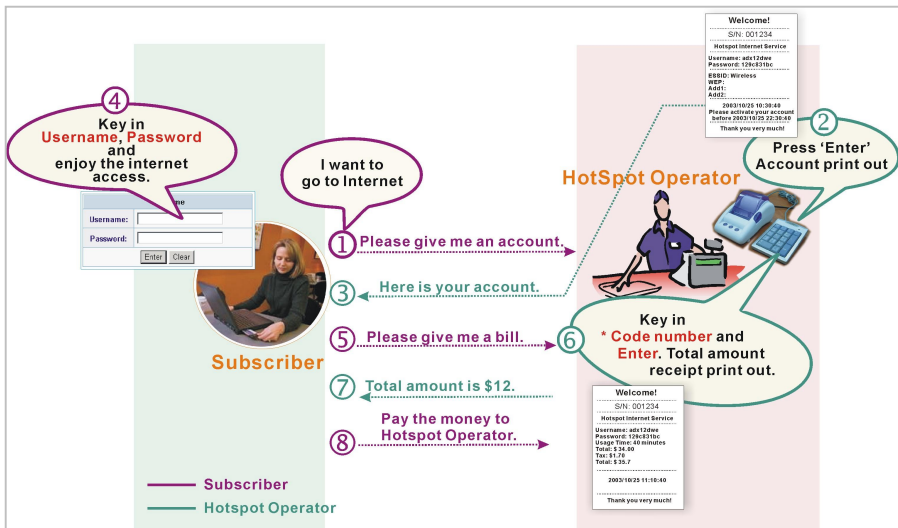 Welcome!
S/N: 001234
Hotspot Internet Service
Username: adx12dwe
Password: 129c831bc
ESSID: Wireless
WEP:
Add1:
Add2:
2003/10/25 10:30:40
Please activate your account
before 2003/10/25 22:30:40
Thank you very much!
4
Key in
Username, Password
and
enjoy the internet
access.
Username:
Password:
Enter Clear
I want to
go to Internet
2
Press ‘Enter’
Account print out
HotSpot Operator
1 Please give me an account.
3 Here is your account.
5 Please give me a bill.
6
Key in
* Code number and
Enter. Total amount
receipt print out.
Subscriber
7 Total amount is $12.
8 Pay the money to
Hotspot Operator.
Welcome!
S/N: 001234
Hotspot Internet Service
Username: adx12dwe
Password: 129c831bc
Usage Time: 40 minutes
Total: $ 34.00
Tax: $1.70
Total: $ 35.7
2003/10/25 11:10:40
Thank you very much!
Subscriber
Hotspot Operator